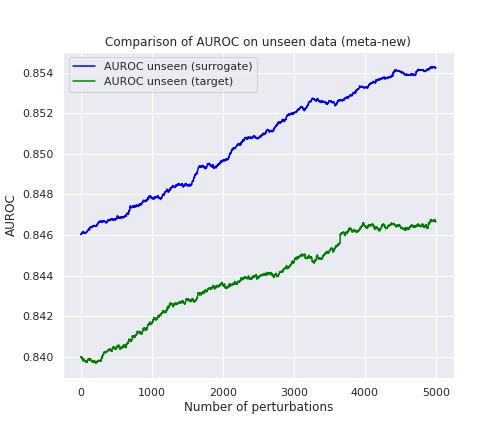 Comparison of AUROC on unseen data (meta-new)
AUROC unseen (surrogate)
AUROC unseen (target)
0.854
0.852
0.850
0.848
0.846
0.844
0.842
0.840
AUROC
0
1000
2000
3000
4000
5000
Number of perturbations